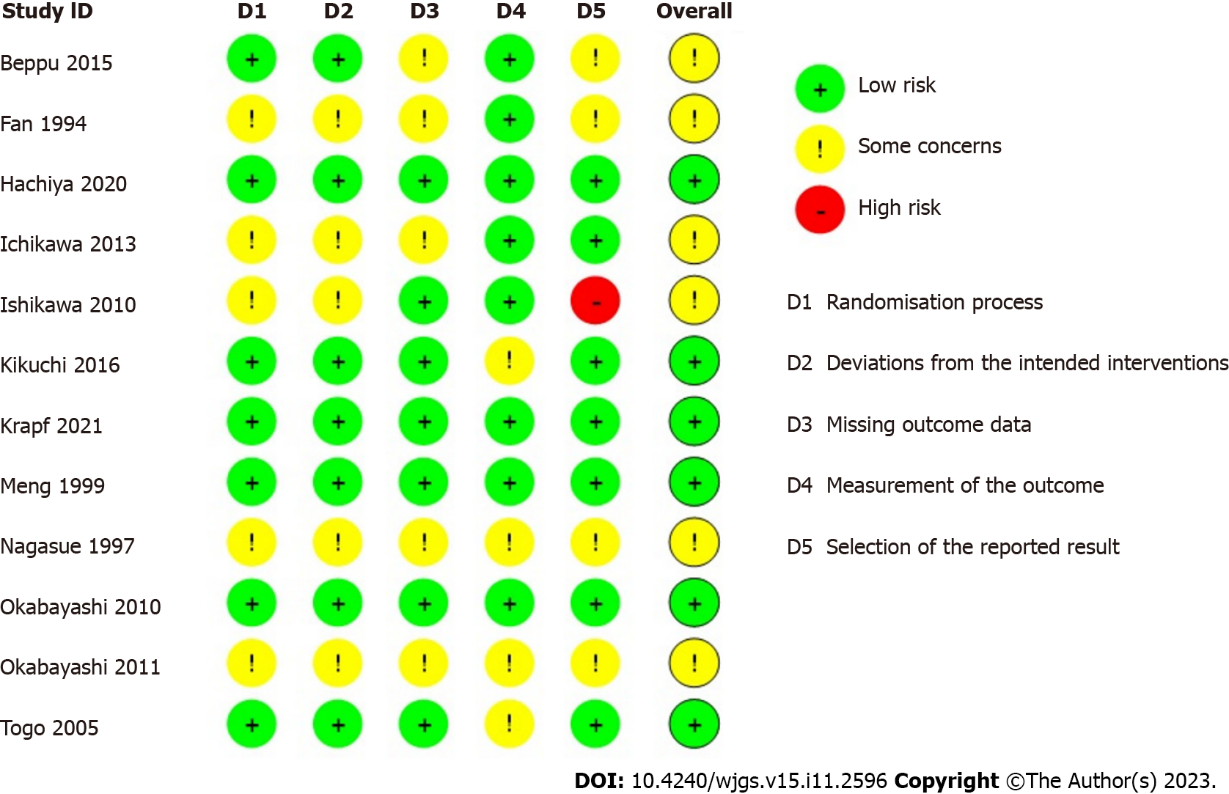 Study ID D1 D2 D3 D4 D5 Overall
Beppu 2015 + + ! + ! !
Fan 1994 ! ! ! + ! !
Hachiya 2020 + + + + + +
Ichikawa 2013 ! ! ! + + !
Ishikawa 2010 ! ! + + - !
Kikuchi 2016 + + + ! + +
Krapf 2021 + + + + + +
Meng 1999 + + + + + +
Nagasue 1997 ! ! ! ! ! !
Okabayashi 2010 + + + + + +
Okabayashi 2011 ! ! ! ! ! !
Togo 2005 + + + ! + +
+ Low risk
! Some concerns
- High risk
D1 Randomisation process
D2 Deviations from the intended interventions
D3 Missing outcome data
D4 Measurement of the outcome
D5 Selection of the reported result
DOI: 10.4240/wjgs.v15.i11.2596 Copyright ©The Author(s) 2023.